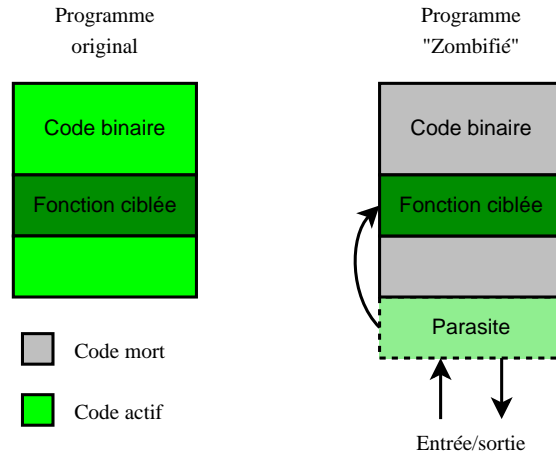 Programme
original
Code binaire
Fonction ciblée
Code mort
Code actif
Programme
"Zombifié"
Code binaire
Fonction ciblée
Parasite
Entrée/sortie